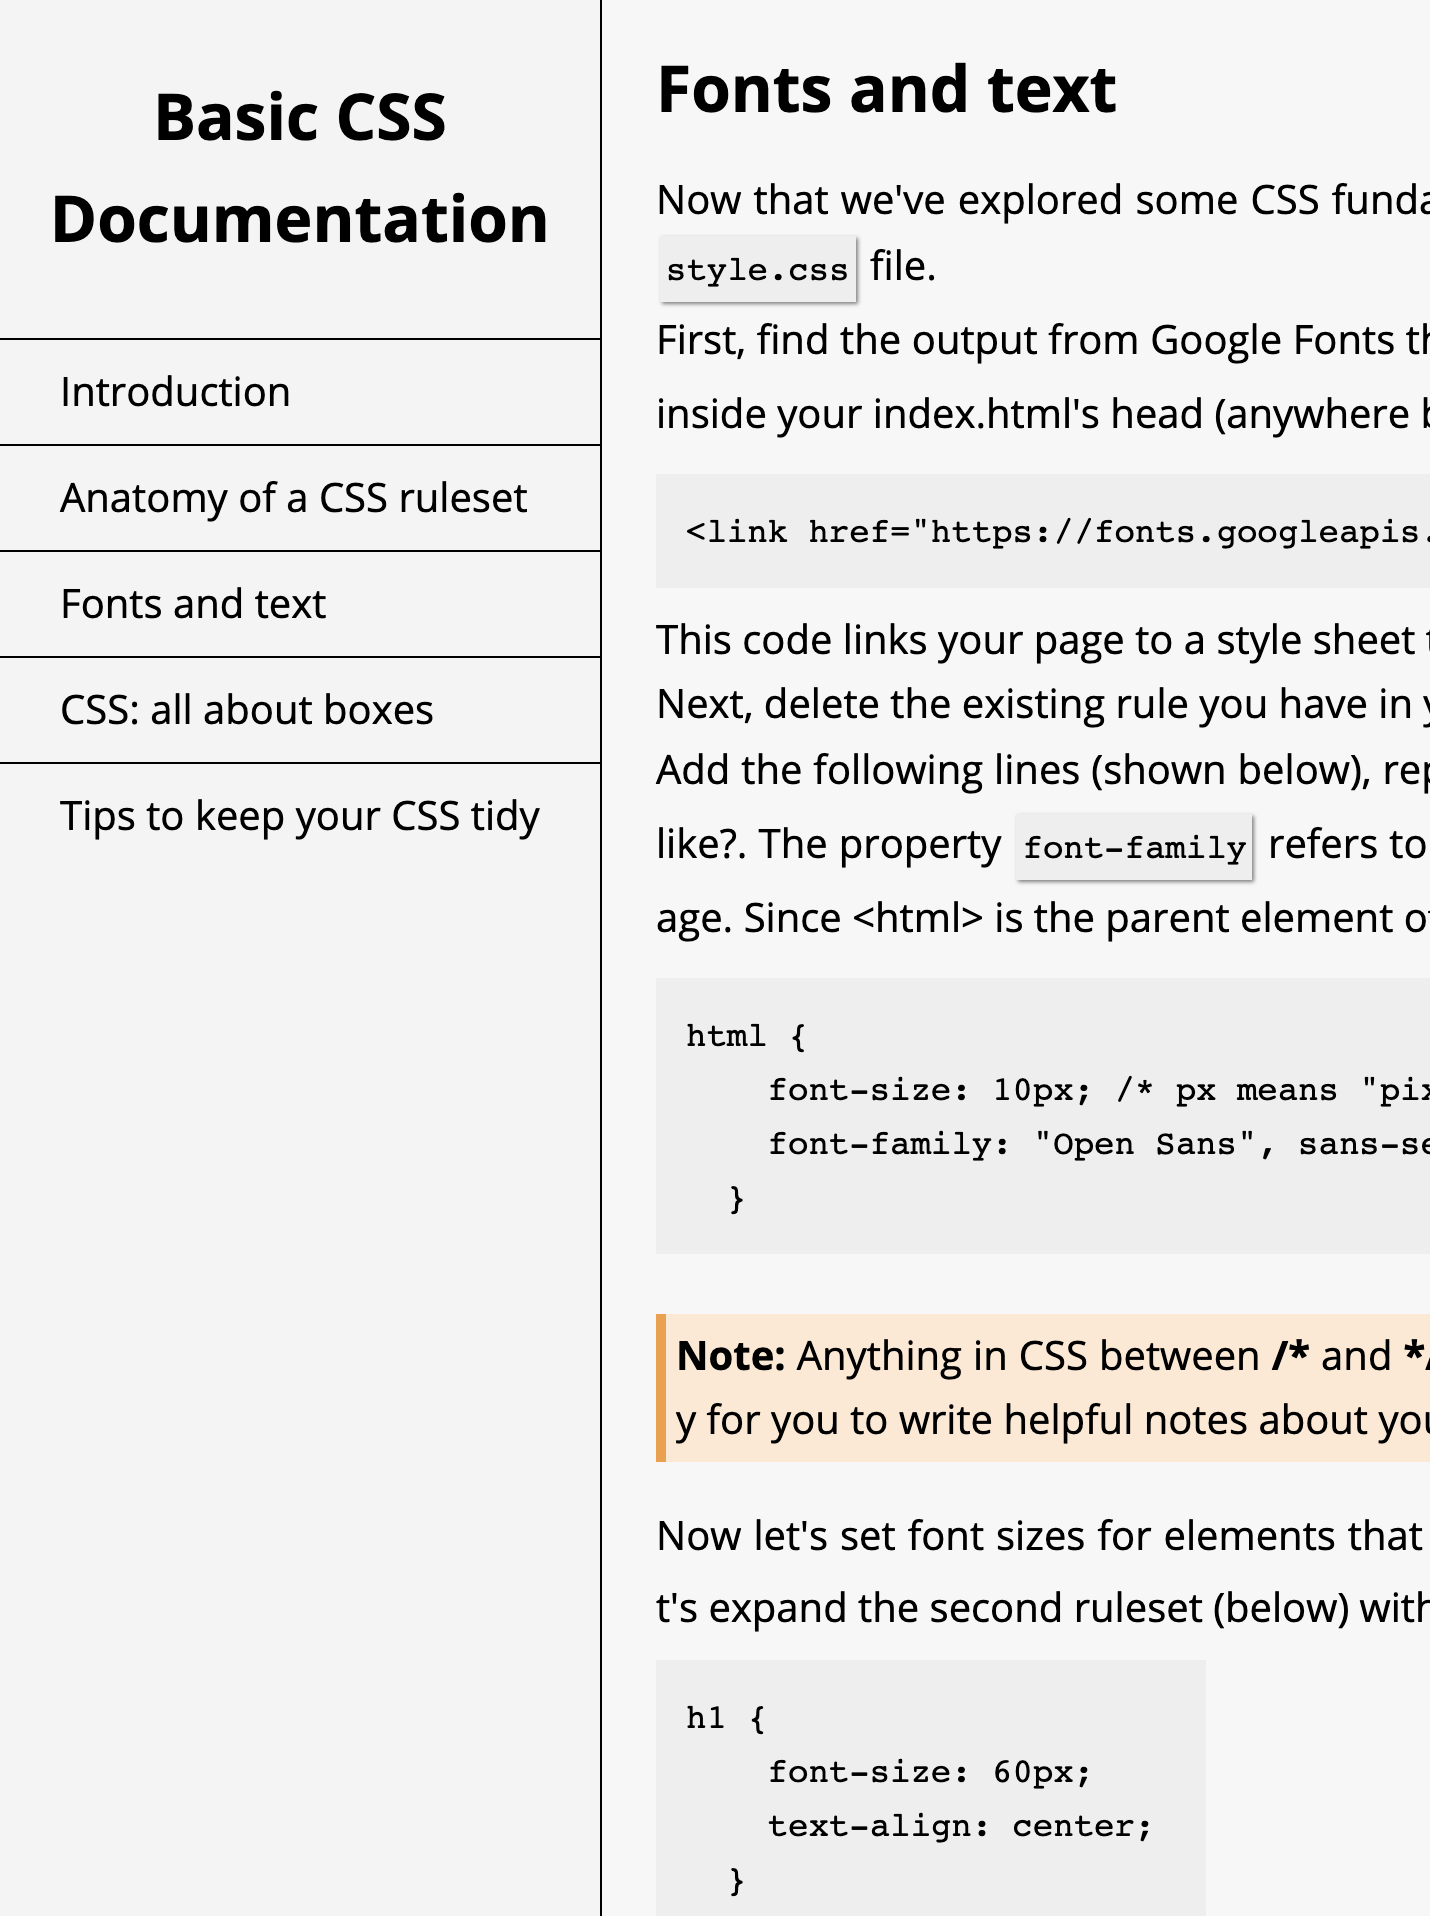 Basic CSS
Documentation
Introduction
Anatomy of a CSS ruleset
Fonts and text
CSS: all about boxes
Tips to keep your CSS tidy
Fonts and text
Now that we've explored some CSS funda
style.css file.
First, find the output from Google Fonts th
inside your index.html's head (anywhere b
<link href="https://fonts.googleapis.
This code links your page to a style sheet t
Next, delete the existing rule you have in y
Add the following lines (shown below), rep
like?. The property font-family refers to
age. Since <html> is the parent element of
html {
    font-size: 10px; /* px means "pix
    font-family: "Open Sans", sans-se
  }
Note: Anything in CSS between /* and */
y for you to write helpful notes about you
Now let's set font sizes for elements that
t's expand the second ruleset (below) with
h1 {
    font-size: 60px;
    text-align: center;
  }